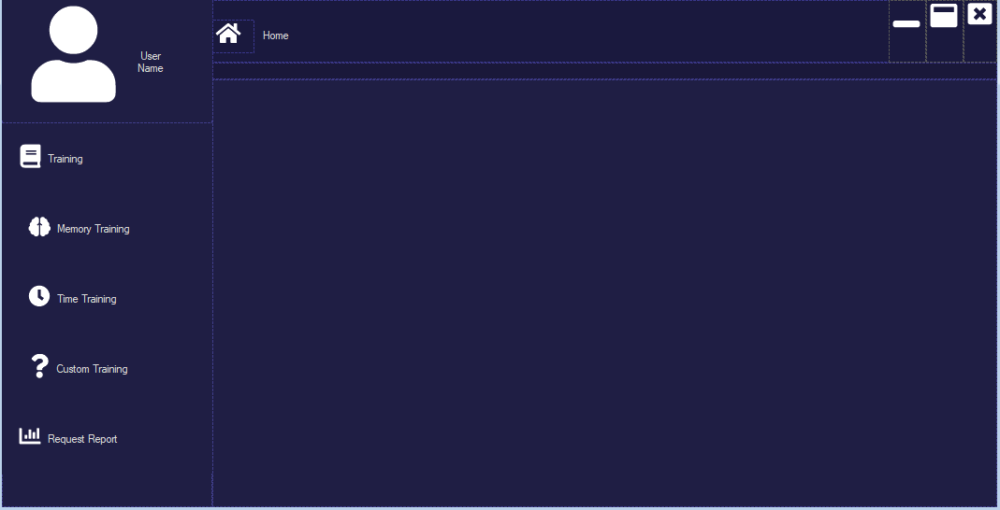 User
Name
Home
Training
Memory Training
Time Training
Custom Training
Request Report